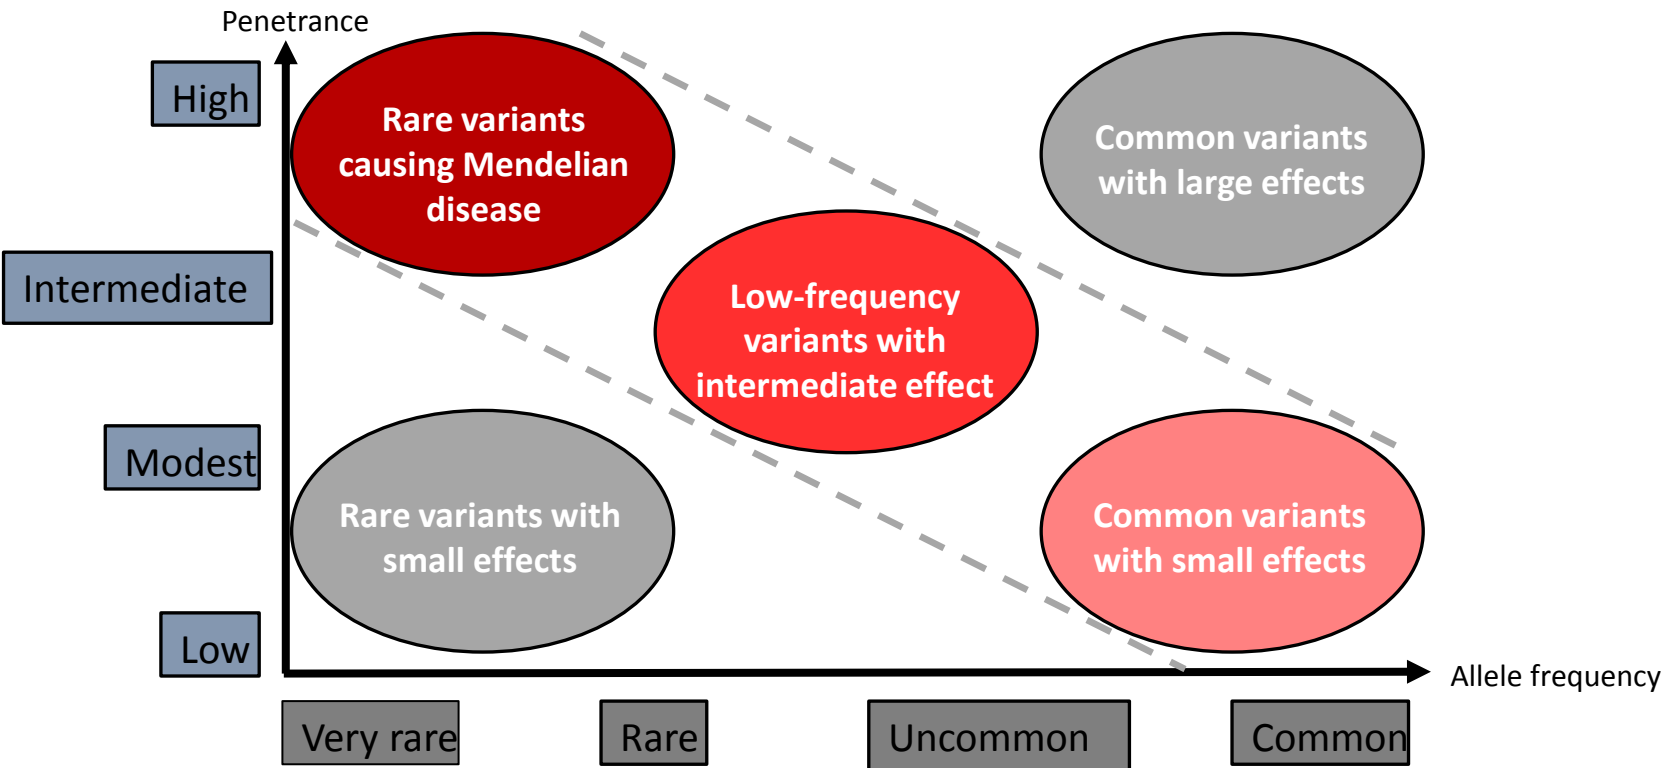 Penetrance
High
Rare variants
causing Mendelian
disease
Common variants
with large effects
Intermediate
Low-frequency
variants with
intermediate effect
Modest
Rare variants with
small effects
Common variants
with small effects
Low
Allele frequency
Very rare
Rare
Uncommon
Common